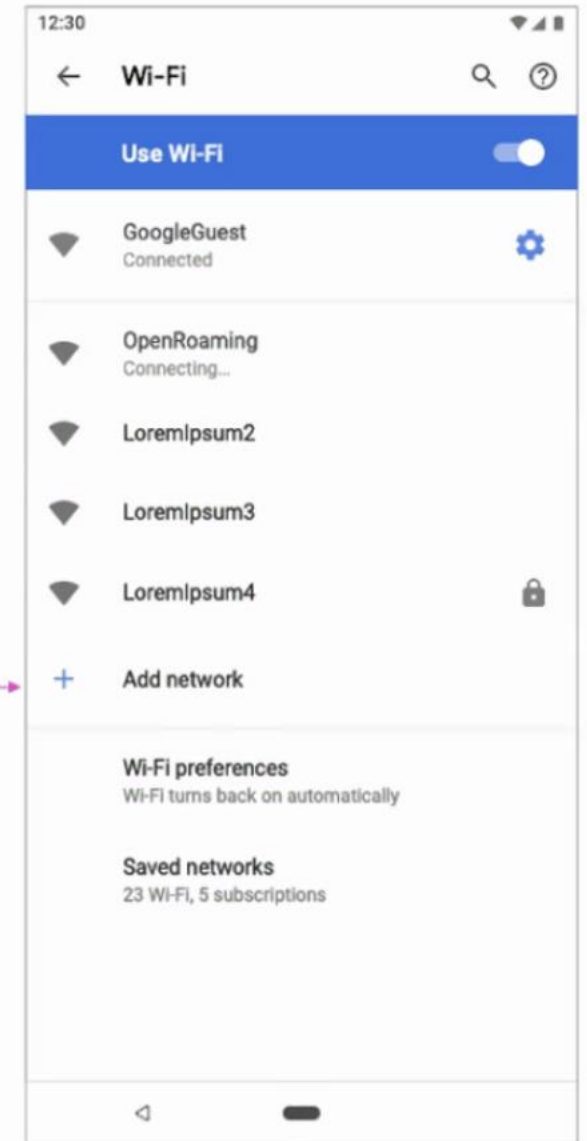 12:30
Wi-Fi
Use Wi-Fi
GoogleGuest
Connected
OpenRoaming
Connecting...
LoremIpsum2
LoremIpsum3
LoremIpsum4
Add network
Wi-Fi preferences
Wi-Fi turns back on automatically
Saved networks
23 Wi-Fi, 5 subscriptions